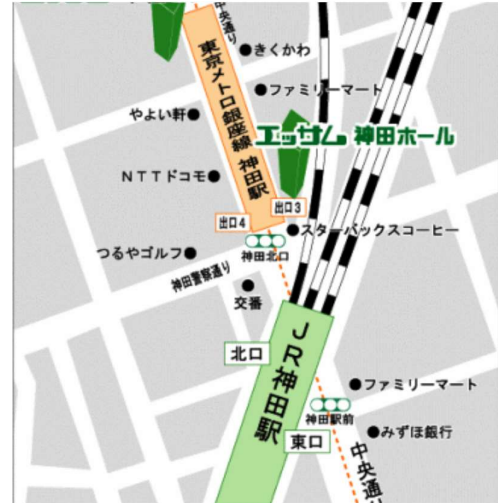 中央通り
きくかわ
東京メトロ銀座線 神田駅
ファミリーマート
やよい軒
エッサム 神田ホール
NTTドコモ
出口3
出口4
スターバックスコーヒー
つるやゴルフ
神田北口
神田警察通り
交番
JR神田駅
北口
ファミリーマート
神田駅前
みずほ銀行
東口
中央通り